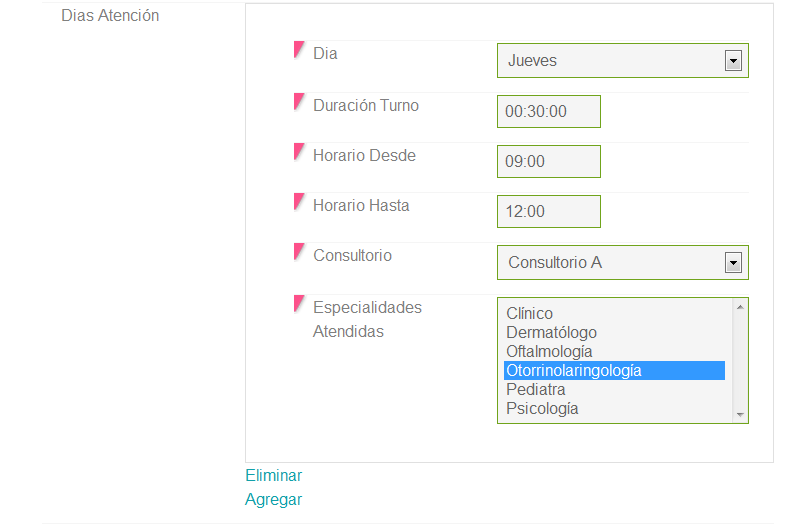 Dias Atención
Dia
Jueves
Duración Turno
00:30:00
Horario Desde
09:00
Horario Hasta
12:00
Consultorio
Consultorio A
Especialidades
Atendidas
Clínico
Dermatólogo
Oftalmología
Otorrinolaringología
Pediatra
Psicología
Eliminar
Agregar